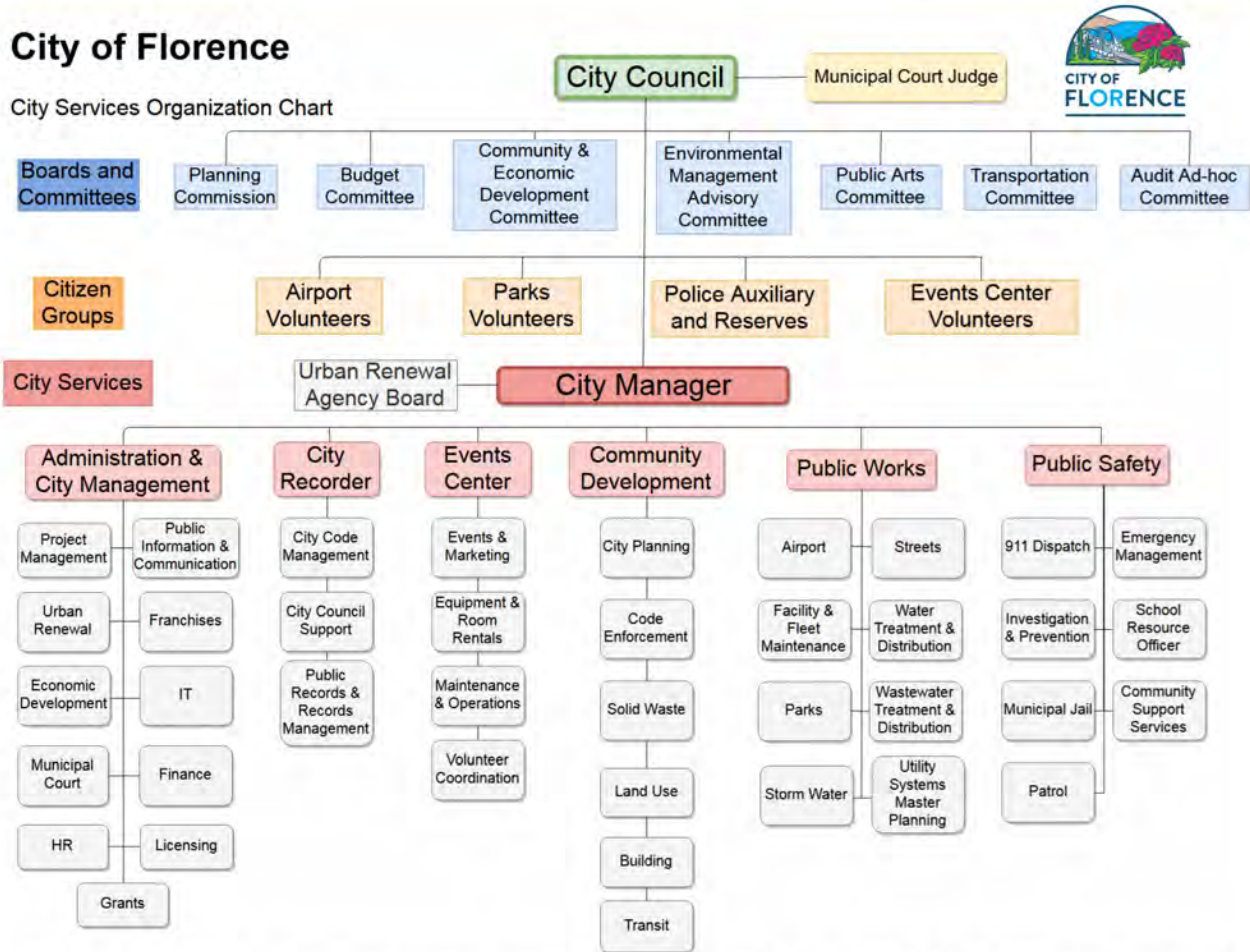 City of Florence
City Services Organization Chart
City Council
Municipal Court Judge
CITY OF
FLORENCE
Boards and
Committees
Planning
Commission
Budget
Committee
Community &
Economic
Development
Committee
Environmental
Management
Advisory
Committee
Public Arts
Committee
Transportation
Committee
Audit Ad-hoc
Committee
Citizen
Groups
Airport
Volunteers
Parks
Volunteers
Police Auxiliary
and Reserves
Events Center
Volunteers
City Services
Urban Renewal
Agency Board
City Manager
Administration &
City Management
City
Recorder
Events
Center
Community
Development
Public Works
Public Safety
Project
Management
Public
Information &
Communication
Urban
Renewal
Franchises
Economic
Development
IT
Municipal
Court
Finance
HR
Licensing
Grants
City Code
Management
City Council
Support
Public
Records &
Records
Management
Events &
Marketing
Equipment &
Room
Rentals
Maintenance
& Operations
Volunteer
Coordination
City Planning
Code
Enforcement
Solid Waste
Land Use
Building
Transit
Airport
Streets
Facility &
Fleet
Maintenance
Water
Treatment &
Distribution
Parks
Wastewater
Treatment &
Distribution
Storm Water
Utility
Systems
Master
Planning
911 Dispatch
Emergency
Management
Investigation
& Prevention
School
Resource
Officer
Municipal Jail
Community
Support
Services
Patrol